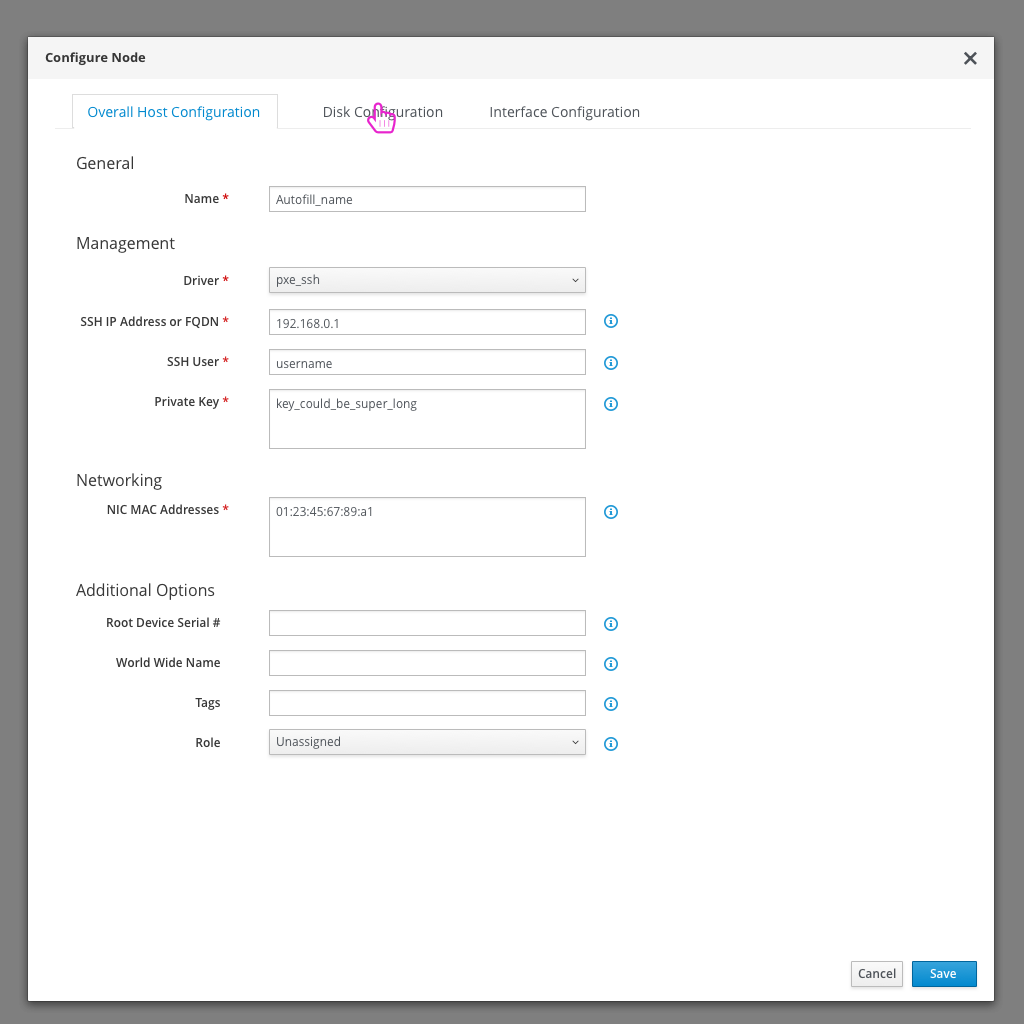 Configure Node
Overall Host Configuration Disk Configuration Interface Configuration
General
Name * Autofill_name
Management
Driver * pxe_ssh
SSH IP Address or FQDN * 192.168.0.1
SSH User * username
Private Key * key_could_be_super_long
Networking
NIC MAC Addresses * 01:23:45:67:89:a1
Additional Options
Root Device Serial #
World Wide Name
Tags
Role Unassigned
Cancel Save